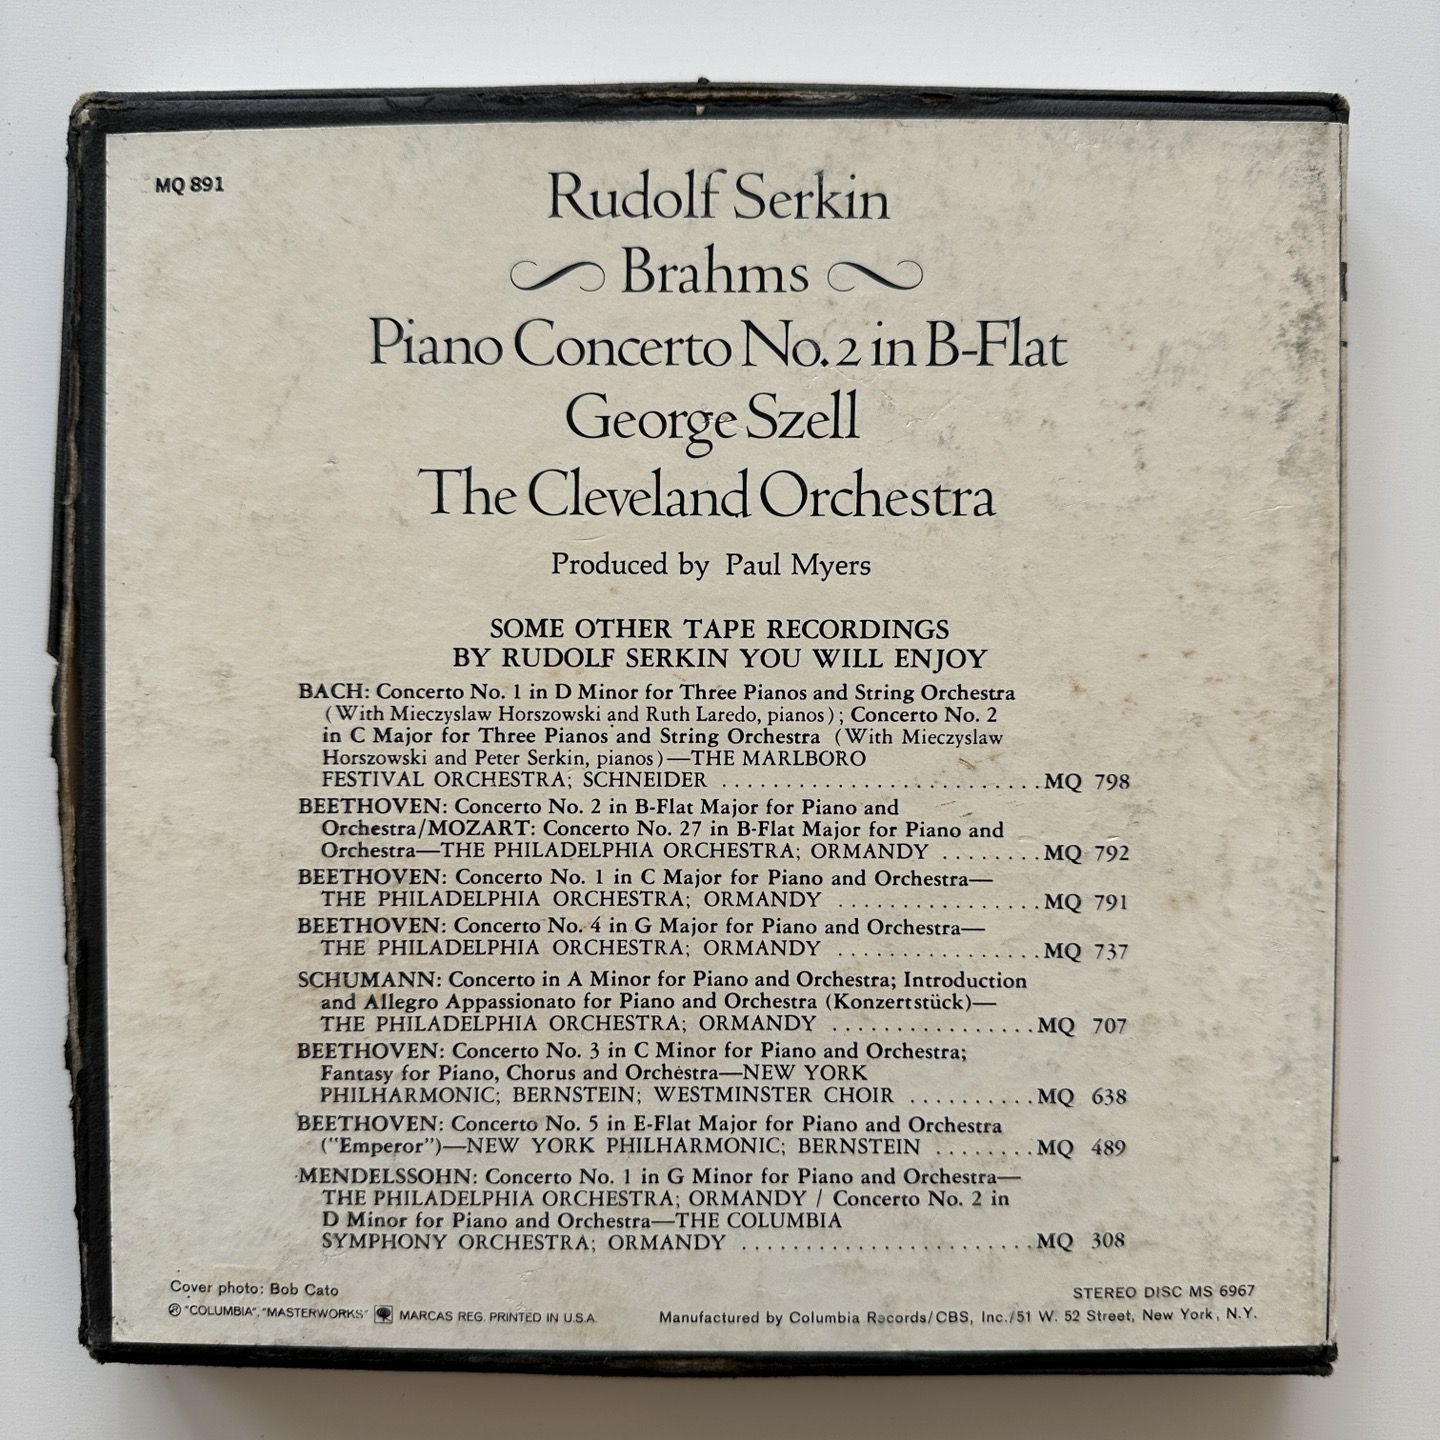 MQ 891
Rudolf Serkin
Brahms
Piano Concerto No. 2 in B-Flat
George Szell
The Cleveland Orchestra
Produced by Paul Myers
SOME OTHER TAPE RECORDINGS
BY RUDOLF SERKIN YOU WILL ENJOY
BACH: Concerto No. 1 in D Minor for Three Pianos and String Orchestra
(With Mieczyslaw Horszowski and Ruth Laredo, pianos); Concerto No. 2
in C Major for Three Pianos and String Orchestra (With Mieczyslaw
Horszowski and Peter Serkin, pianos)—THE MARLBORO
FESTIVAL ORCHESTRA; SCHNEIDER ......................... MQ 798
BEETHOVEN: Concerto No. 2 in B-Flat Major for Piano and
Orchestra/MOZART: Concerto No. 27 in B-Flat Major for Piano and
Orchestra—THE PHILADELPHIA ORCHESTRA; ORMANDY ........ MQ 792
BEETHOVEN: Concerto No. 1 in C Major for Piano and Orchestra—
THE PHILADELPHIA ORCHESTRA; ORMANDY ................ MQ 791
BEETHOVEN: Concerto No. 4 in G Major for Piano and Orchestra—
THE PHILADELPHIA ORCHESTRA; ORMANDY ................ MQ 737
SCHUMANN: Concerto in A Minor for Piano and Orchestra; Introduction
and Allegro Appassionato for Piano and Orchestra (Konzertstück)—
THE PHILADELPHIA ORCHESTRA; ORMANDY ................ MQ 707
BEETHOVEN: Concerto No. 3 in C Minor for Piano and Orchestra;
Fantasy for Piano, Chorus and Orchestra—NEW YORK
PHILHARMONIC; BERNSTEIN; WESTMINSTER CHOIR .......... MQ 638
BEETHOVEN: Concerto No. 5 in E-Flat Major for Piano and Orchestra
("Emperor")—NEW YORK PHILHARMONIC; BERNSTEIN ........ MQ 489
MENDELSSOHN: Concerto No. 1 in G Minor for Piano and Orchestra—
THE PHILADELPHIA ORCHESTRA; ORMANDY / Concerto No. 2 in
D Minor for Piano and Orchestra—THE COLUMBIA
SYMPHONY ORCHESTRA; ORMANDY ....................... MQ 308
Cover photo: Bob Cato
STEREO DISC MS 6967
® "COLUMBIA", "MASTERWORKS" MARCAS REG. PRINTED IN U.S.A.
Manufactured by Columbia Records/CBS, Inc./51 W. 52 Street, New York, N.Y.